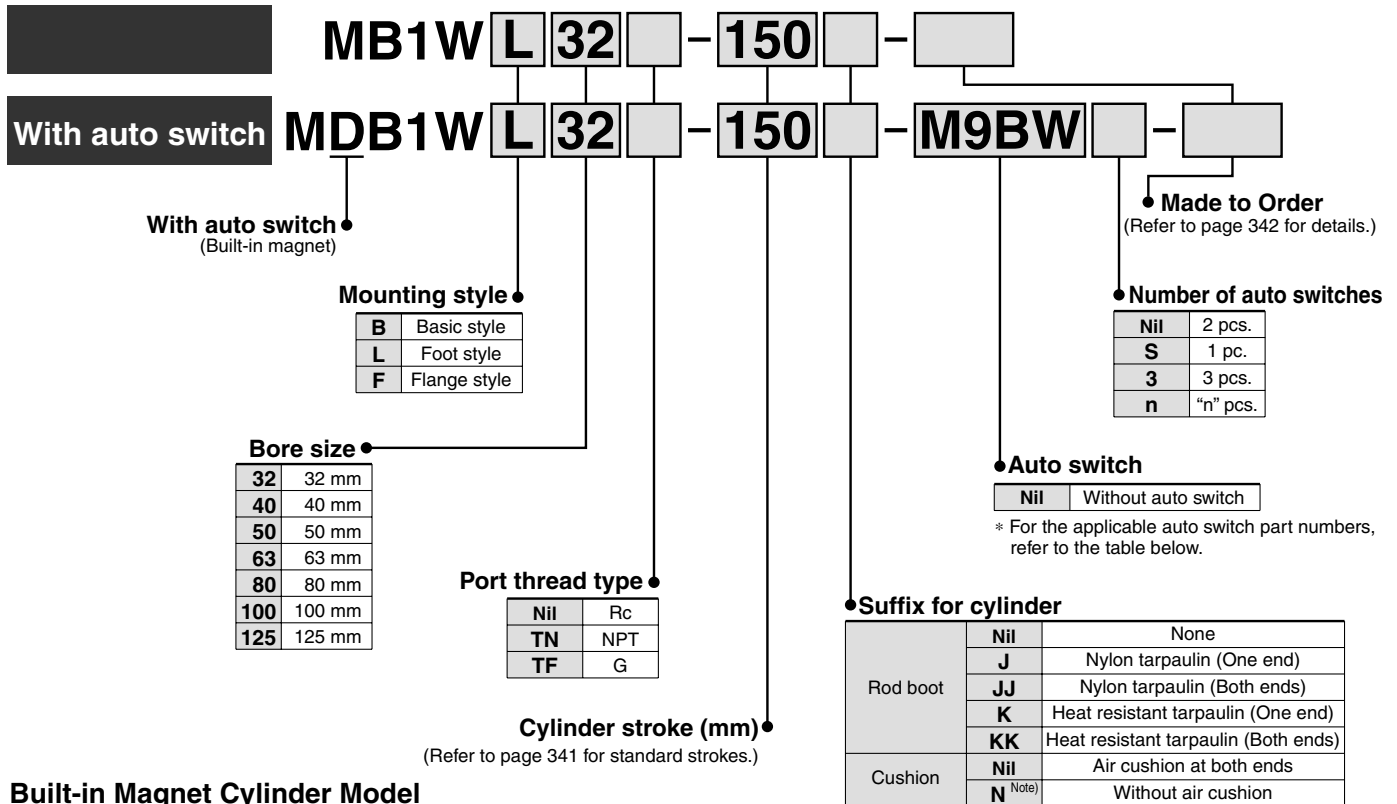 MB1W L 32 - 150 -
With auto switch MDB1W L 32 - 150 - M9BW -
With auto switch
(Built-in magnet)
Made to Order
(Refer to page 342 for details.)
Mounting style
B Basic style
L Foot style
F Flange style
Number of auto switches
Nil 2 pcs.
S 1 pc.
3 3 pcs.
n “n” pcs.
Bore size
32 32 mm
40 40 mm
50 50 mm
63 63 mm
80 80 mm
100 100 mm
125 125 mm
Auto switch
Nil Without auto switch
∗ For the applicable auto switch part numbers,
refer to the table below.
Port thread type
Nil Rc
TN NPT
TF G
Suffix for cylinder
Rod boot
Nil None
J Nylon tarpaulin (One end)
JJ Nylon tarpaulin (Both ends)
K Heat resistant tarpaulin (One end)
KK Heat resistant tarpaulin (Both ends)
Cushion
Nil Air cushion at both ends
N Note) Without air cushion
Cylinder stroke (mm)
(Refer to page 341 for standard strokes.)
Built-in Magnet Cylinder Model